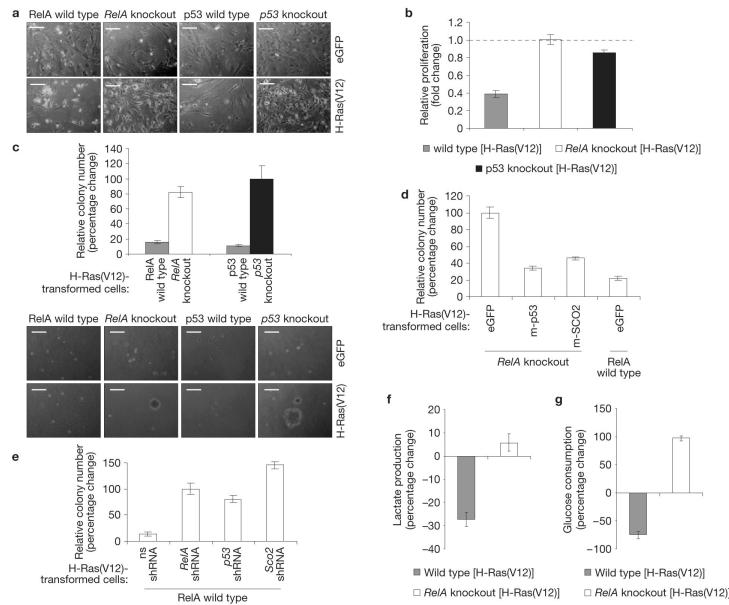 a
RelA wild type RelA knockout p53 wild type p53 knockout
eGFP
H-Ras(V12)
b
Relative proliferation
(fold change)
1.4
1.2
1.0
0.8
0.6
0.4
0.2
0
wild type [H-Ras(V12)] RelA knockout [H-Ras(V12)]
p53 knockout [H-Ras(V12)]
c
Relative colony number
(percentage change)
140
120
100
80
60
40
20
0
H-Ras(V12)-
transformed cells:
RelA
wild type
RelA
knockout
p53
wild type
p53
knockout
RelA wild type RelA knockout p53 wild type p53 knockout
eGFP
H-Ras(V12)
d
Relative colony number
(percentage change)
120
100
80
60
40
20
0
H-Ras(V12)-
transformed cells:
eGFP
m-p53
m-SCO2
eGFP
RelA knockout
RelA
wild type
e
Relative colony number
(percentage change)
150
100
50
0
H-Ras(V12)-
transformed cells:
ns
shRNA
RelA
shRNA
p53
shRNA
Sco2
shRNA
RelA wild type
f
Lactate production
(percentage change)
20
10
0
−10
−20
−30
−40
Wild type [H-Ras(V12)]
RelA knockout [H-Ras(V12)]
g
Glucose consumption
(percentage change)
150
100
50
0
−50
−100
Wild type [H-Ras(V12)]
RelA knockout [H-Ras(V12)]